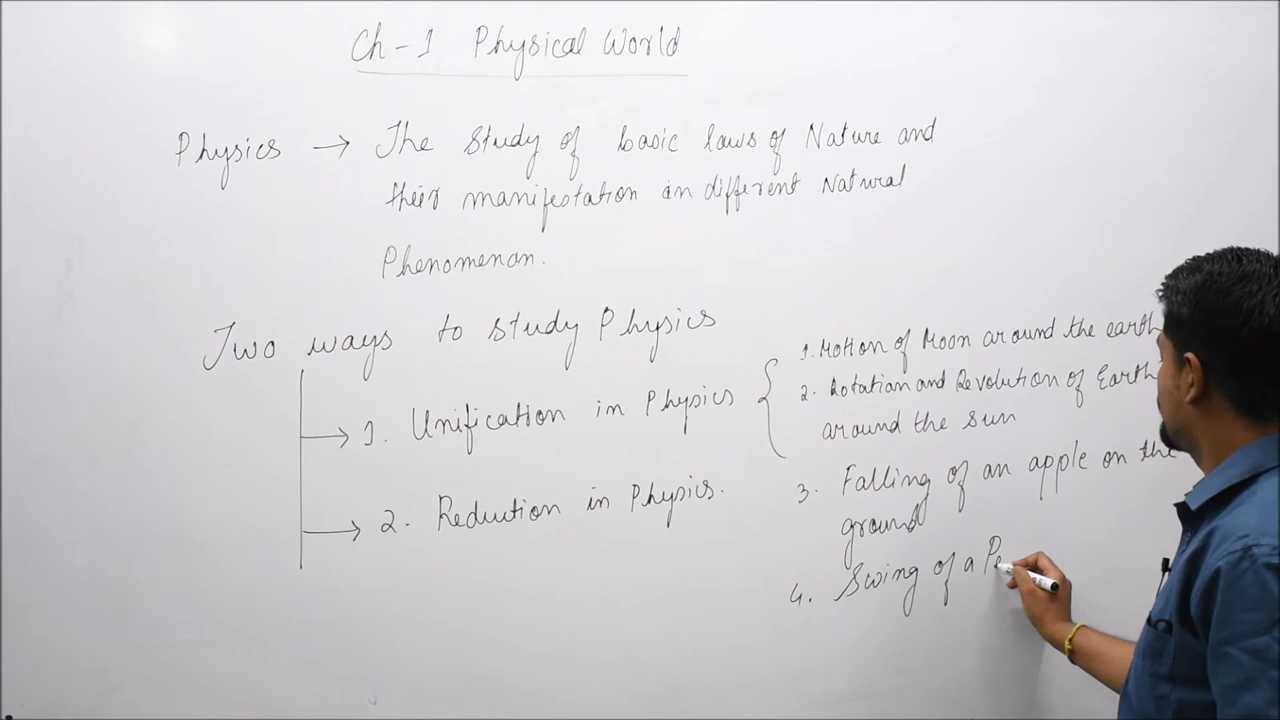 Ch-1 Physical World
Physics → The Study of basic laws of Nature and
their manifestation in different Natural
Phenomenan.
Two ways to study Physics
→ 1. Unification in Physics
→ 2. Reduction in Physics.
1. Motion of Moon around the earth
2. Rotation and Revolution of Earth
around the sun
3. Falling of an apple on the
ground
4. Swing of a Pe